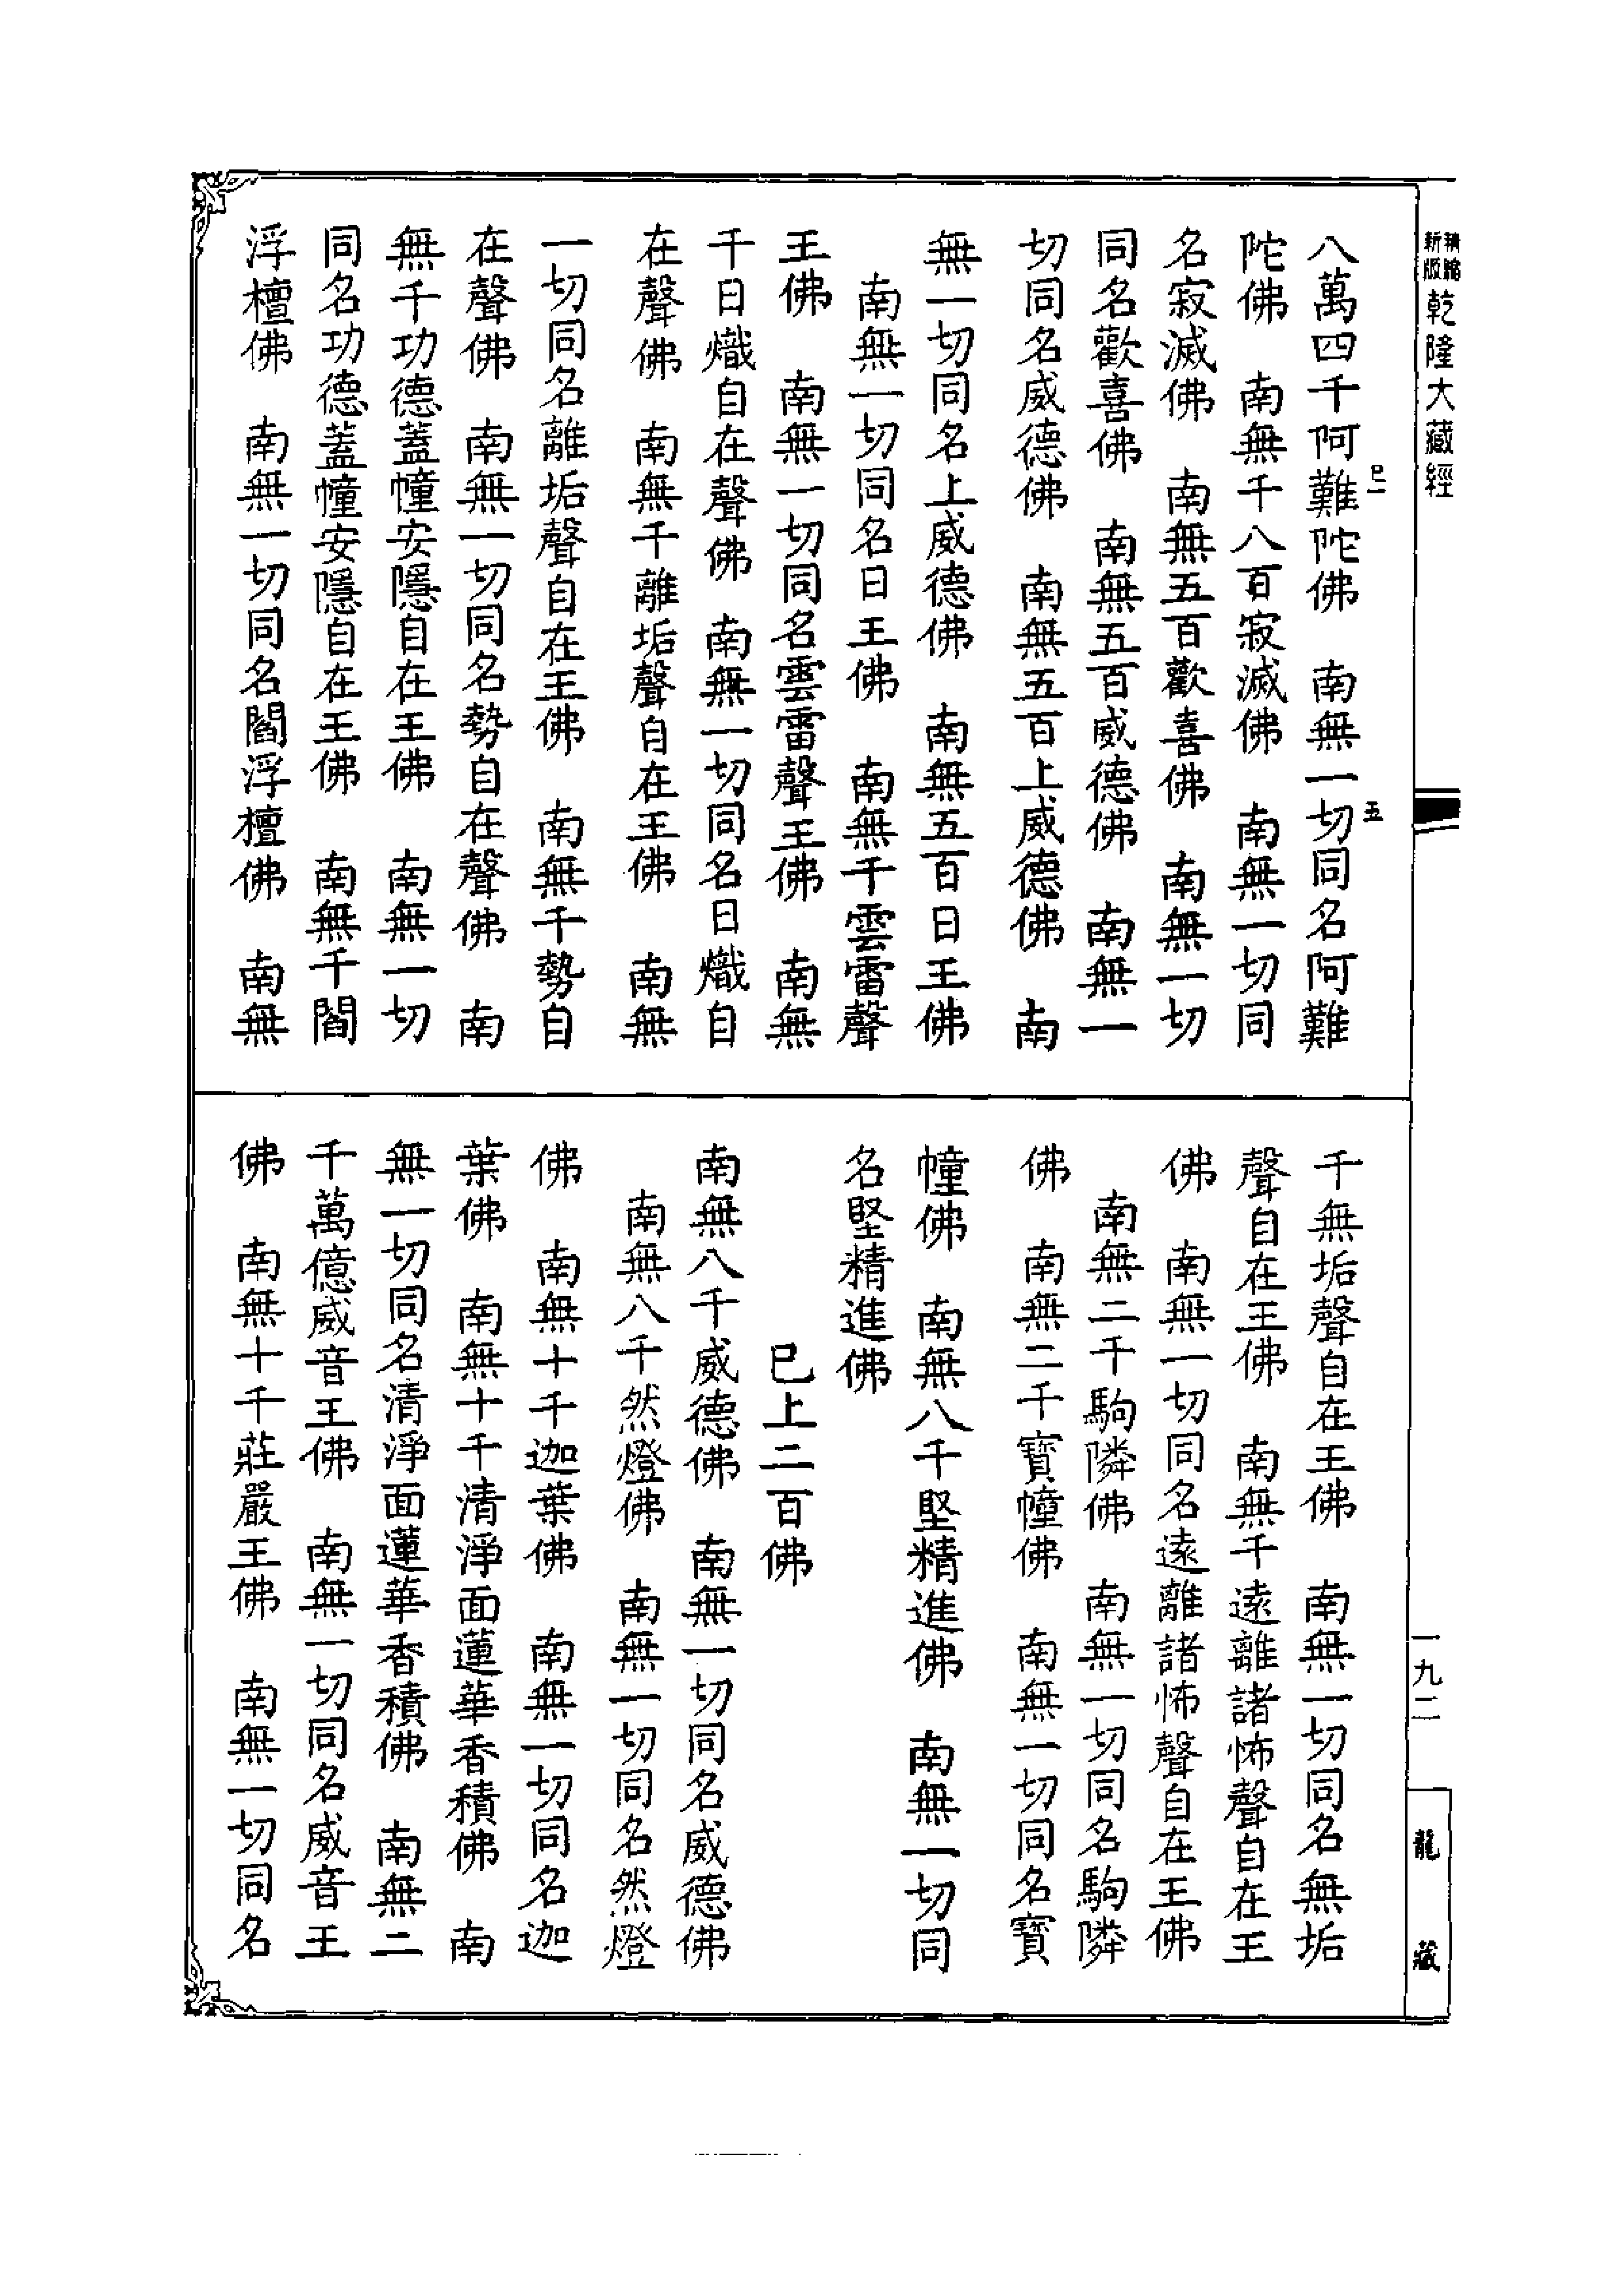 精縮
新版
乾隆大藏經
八萬四千阿難陀佛　南無一切同名阿難
陀佛　南無千八百寂滅佛　南無一切同
名寂滅佛　南無五百歡喜佛　南無一切
同名歡喜佛　南無五百威德佛　南無一
切同名威德佛　南無五百上威德佛　南
無一切同名上威德佛　南無五百日王佛
南無一切同名日王佛　南無千雲雷聲
王佛　南無一切同名雲雷聲王佛　南無
千日熾自在聲佛　南無一切同名日熾自
在聲佛　南無千離垢聲自在王佛　南無
一切同名離垢聲自在王佛　南無千勢自
在聲佛　南無一切同名勢自在聲佛　南
無千功德蓋幢安隱自在王佛　南無一切
同名功德蓋幢安隱自在王佛　南無千閻
浮檀佛　南無一切同名閻浮檀佛　南無
千無垢聲自在王佛　南無一切同名無垢
聲自在王佛　南無千遠離諸怖聲自在王
佛　南無一切同名遠離諸怖聲自在王佛
南無二千駒隣佛　南無一切同名駒隣
佛　南無二千寶幢佛　南無一切同名寶
幢佛　南無八千堅精進佛　南無一切同
名堅精進佛
已上二百佛
南無八千威德佛　南無一切同名威德佛
南無八千然燈佛　南無一切同名然燈
佛　南無十千迦葉佛　南無一切同名迦
葉佛　南無十千清淨面蓮華香積佛　南
無一切同名清淨面蓮華香積佛　南無二
千萬億威音王佛　南無一切同名威音王
佛　南無十千莊嚴王佛　南無一切同名
巳一
五
一九二
龍藏